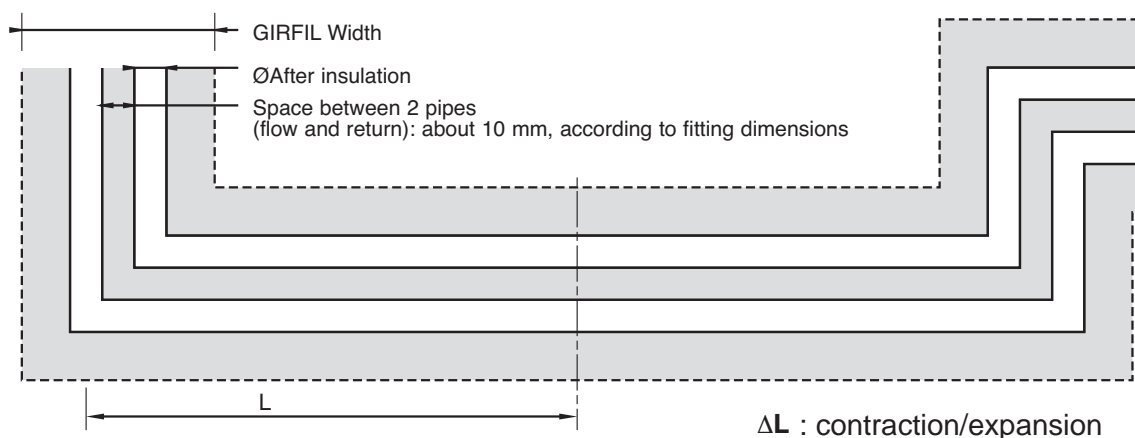 GIRFIL Width
ØAfter insulation
Space between 2 pipes
(flow and return): about 10 mm, according to fitting dimensions
L
ΔL : contraction/expansion